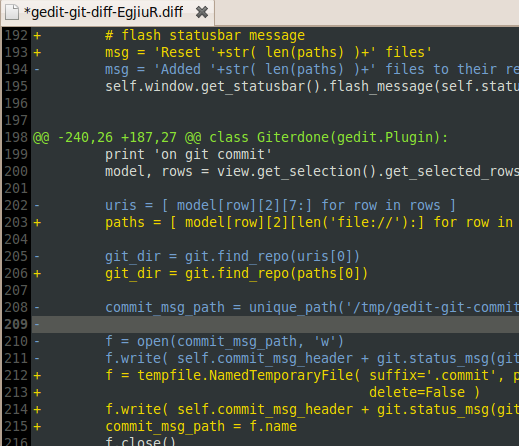 *gedit-git-diff-EgjiuR.diff ✖
192 +        # flash statusbar message
193 +        msg = 'Reset '+str( len(paths) )+' files'
194 -        msg = 'Added '+str( len(paths) )+' files to their re
195          self.window.get_statusbar().flash_message(self.statu
196
197
198 @@ -240,26 +187,27 @@ class Giterdone(gedit.Plugin):
199          print 'on git commit'
200          model, rows = view.get_selection().get_selected_rows
201
202 -        uris = [ model[row][2][7:] for row in rows ]
203 +        paths = [ model[row][2][len('file://'):] for row in
204
205 -        git_dir = git.find_repo(uris[0])
206 +        git_dir = git.find_repo(paths[0])
207
208 -        commit_msg_path = unique_path('/tmp/gedit-git-commit
209 -
210 -        f = open(commit_msg_path, 'w')
211 -        f.write( self.commit_msg_header + git.status_msg(git
212 +        f = tempfile.NamedTemporaryFile( suffix='.commit', p
213 +                                         delete=False )
214 +        f.write( self.commit_msg_header + git.status_msg(git
215 +        commit_msg_path = f.name
216          f.close()